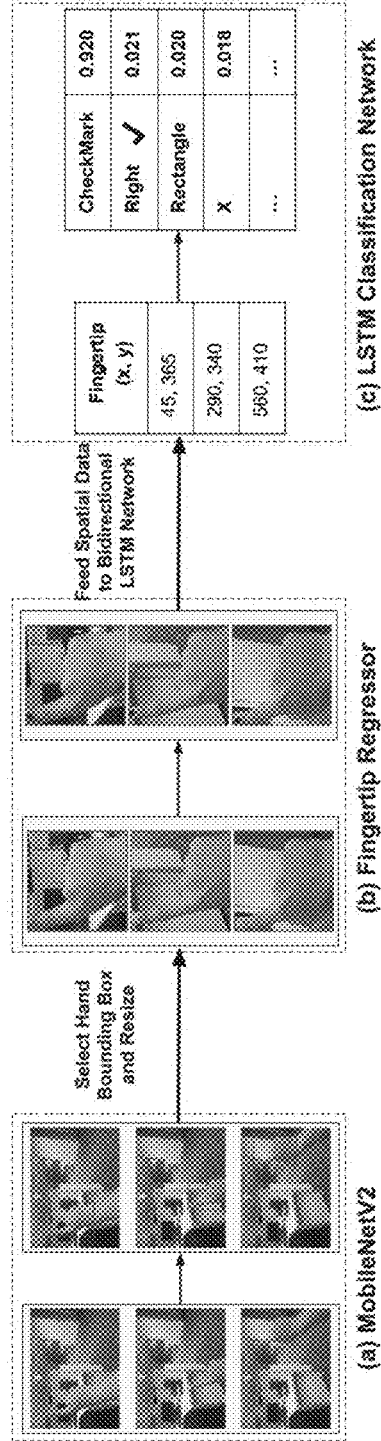 Select Hand
Bounding Box
and Resize
Feed Spatial Data
to Bidirectional
LSTM Network
Fingertip
(x, y)
45, 365
290, 340
560, 410
CheckMark 0.920
Right ✓ 0.021
Rectangle 0.020
X 0.018
... ...
(a) MobileNetV2
(b) Fingertip Regressor
(c) LSTM Classification Network